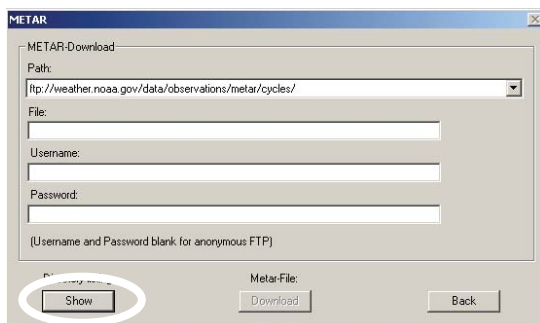 METAR
METAR-Download
Path:
ftp://weather.noaa.gov/data/observations/metar/cycles/
File:
Username:
Password:
(Username and Password blank for anonymous FTP)
Metar-File:
Show Download Back